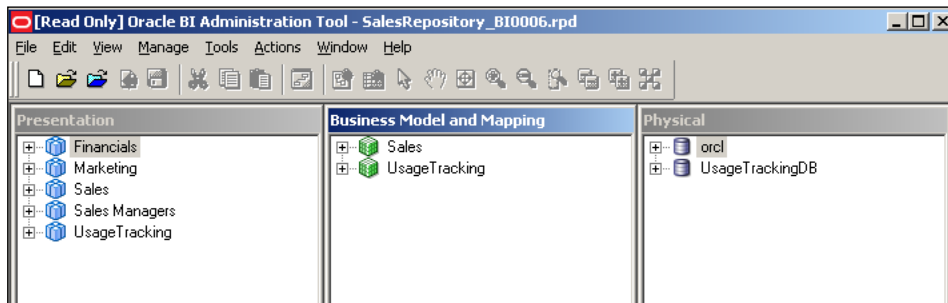 [Read Only] Oracle BI Administration Tool - SalesRepository_BI0006.rpd
File Edit View Manage Tools Actions Window Help
Presentation
Financials
Marketing
Sales
Sales Managers
UsageTracking
Business Model and Mapping
Sales
UsageTracking
Physical
orcl
UsageTrackingDB